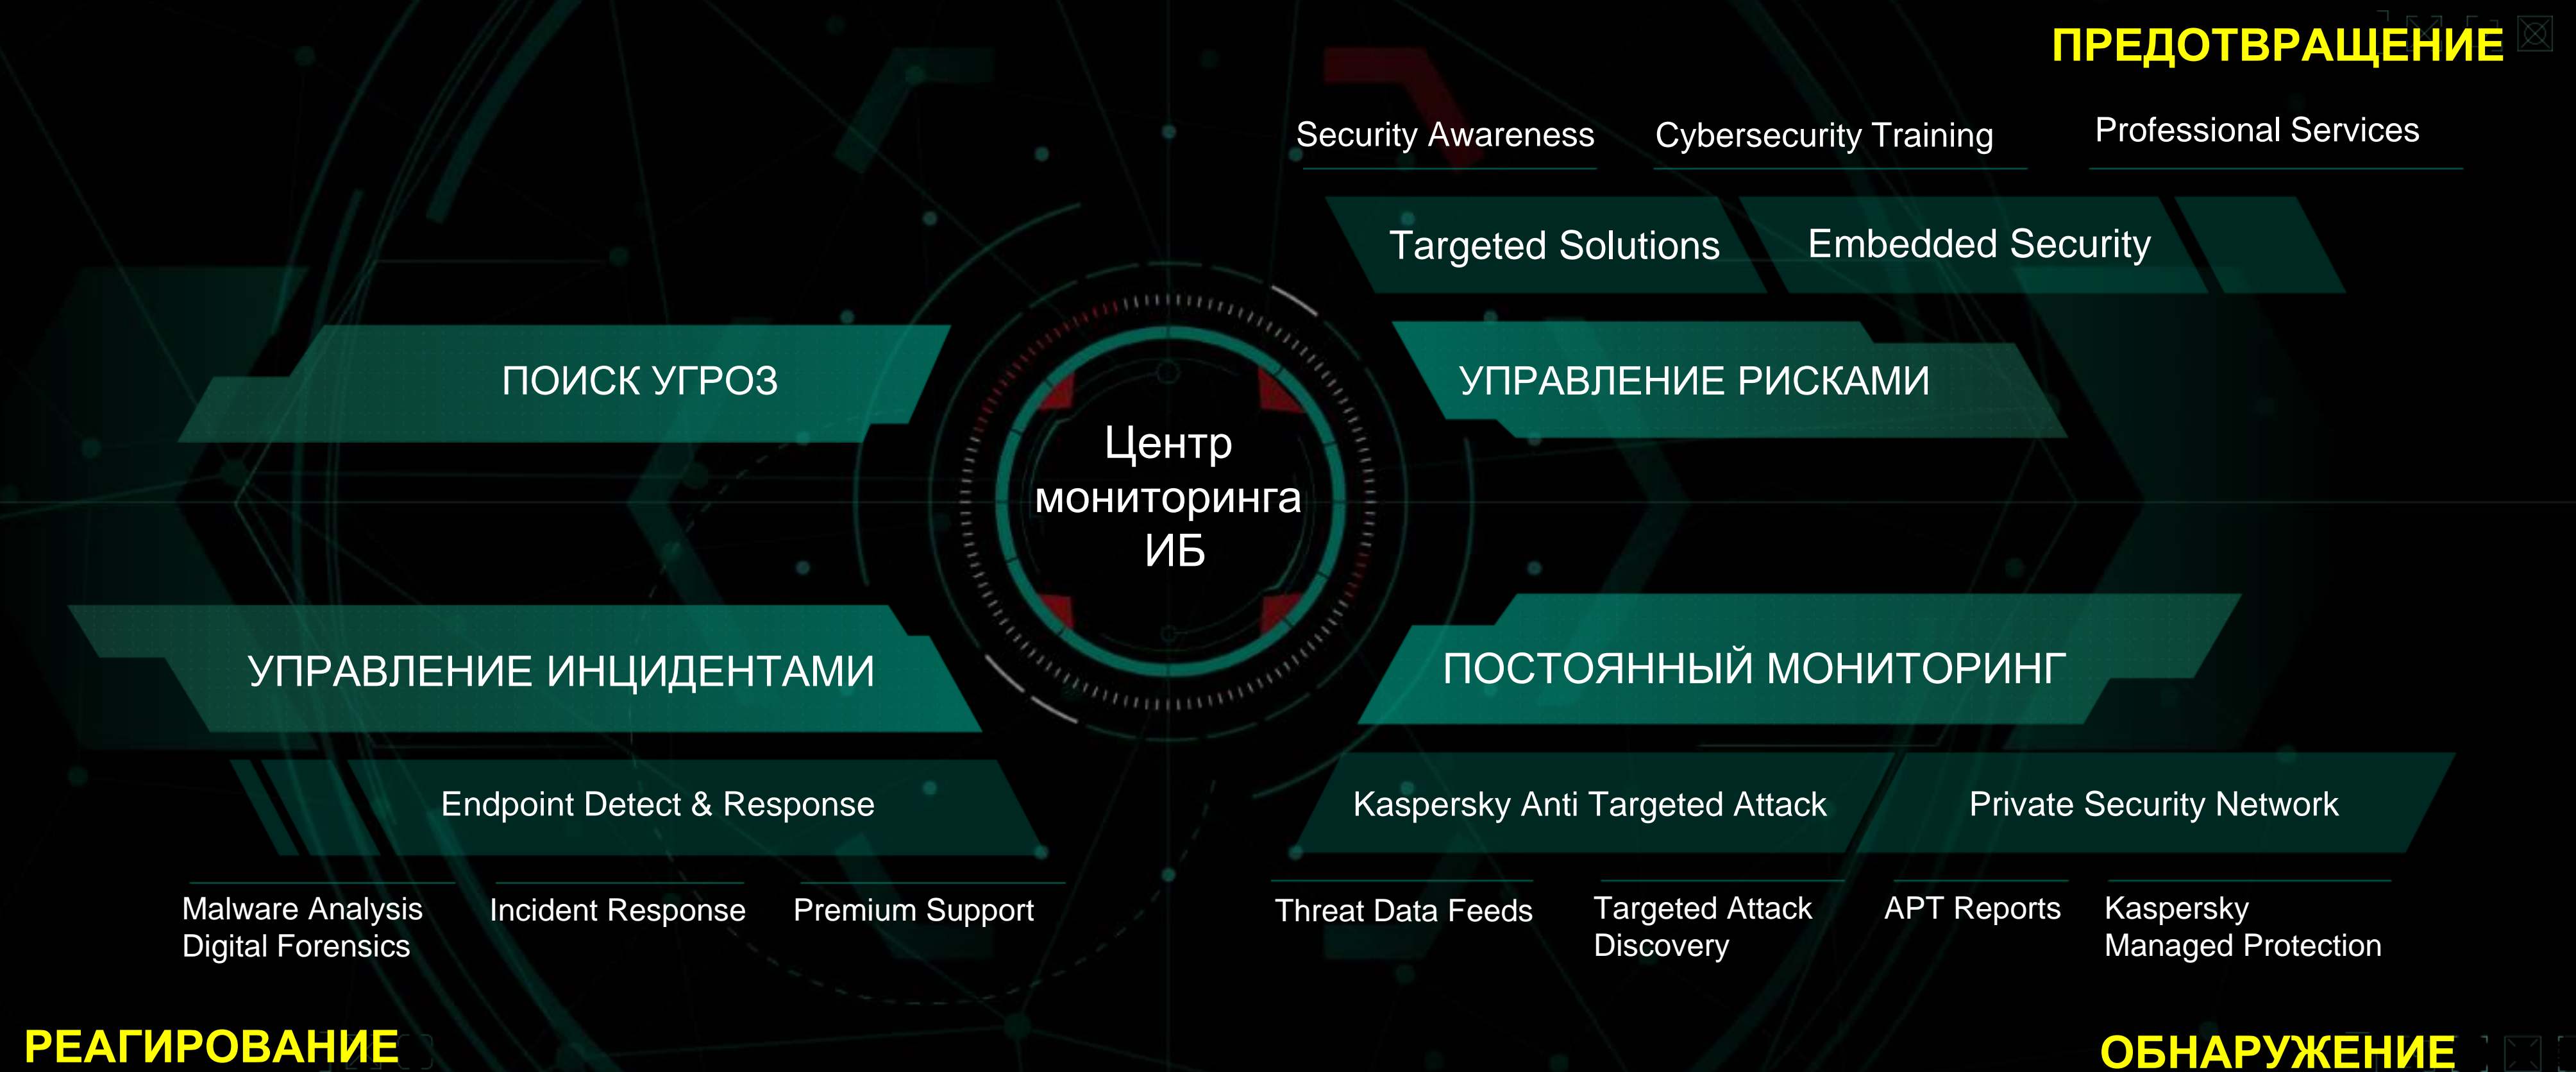 ПРЕДОТВРАЩЕНИЕ
Security Awareness
Cybersecurity Training
Professional Services
Targeted Solutions
Embedded Security
ПОИСК УГРОЗ
УПРАВЛЕНИЕ РИСКАМИ
Центр
мониторинга
ИБ
УПРАВЛЕНИЕ ИНЦИДЕНТАМИ
ПОСТОЯННЫЙ МОНИТОРИНГ
Endpoint Detect & Response
Kaspersky Anti Targeted Attack
Private Security Network
Malware Analysis
Digital Forensics
Incident Response
Premium Support
Threat Data Feeds
Targeted Attack
Discovery
APT Reports
Kaspersky
Managed Protection
РЕАГИРОВАНИЕ
ОБНАРУЖЕНИЕ